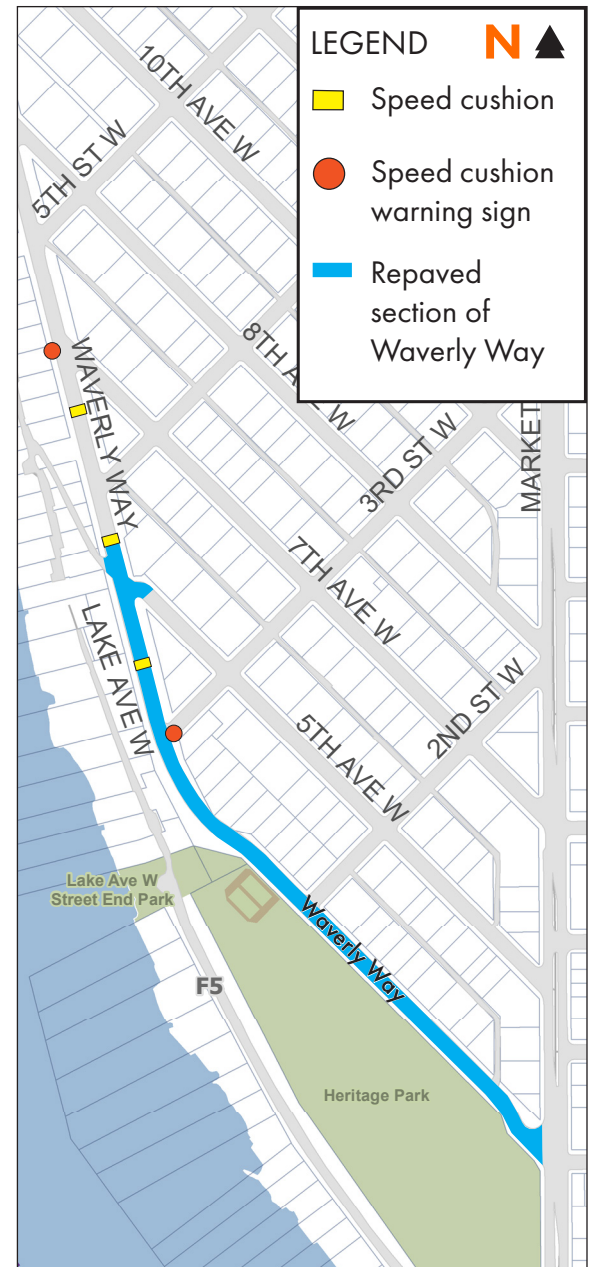 LEGEND N
Speed cushion
Speed cushion
warning sign
Repaved
section of
Waverly Way
10TH AVE W
5TH ST W
8TH A E W
WAVERLY WAY
3RD ST W
MARKET
7TH AVE W
LAKE AVE W
2ND ST W
5TH AVE W
Lake Ave W
Street End Park
Waverly Way
F5
Heritage Park